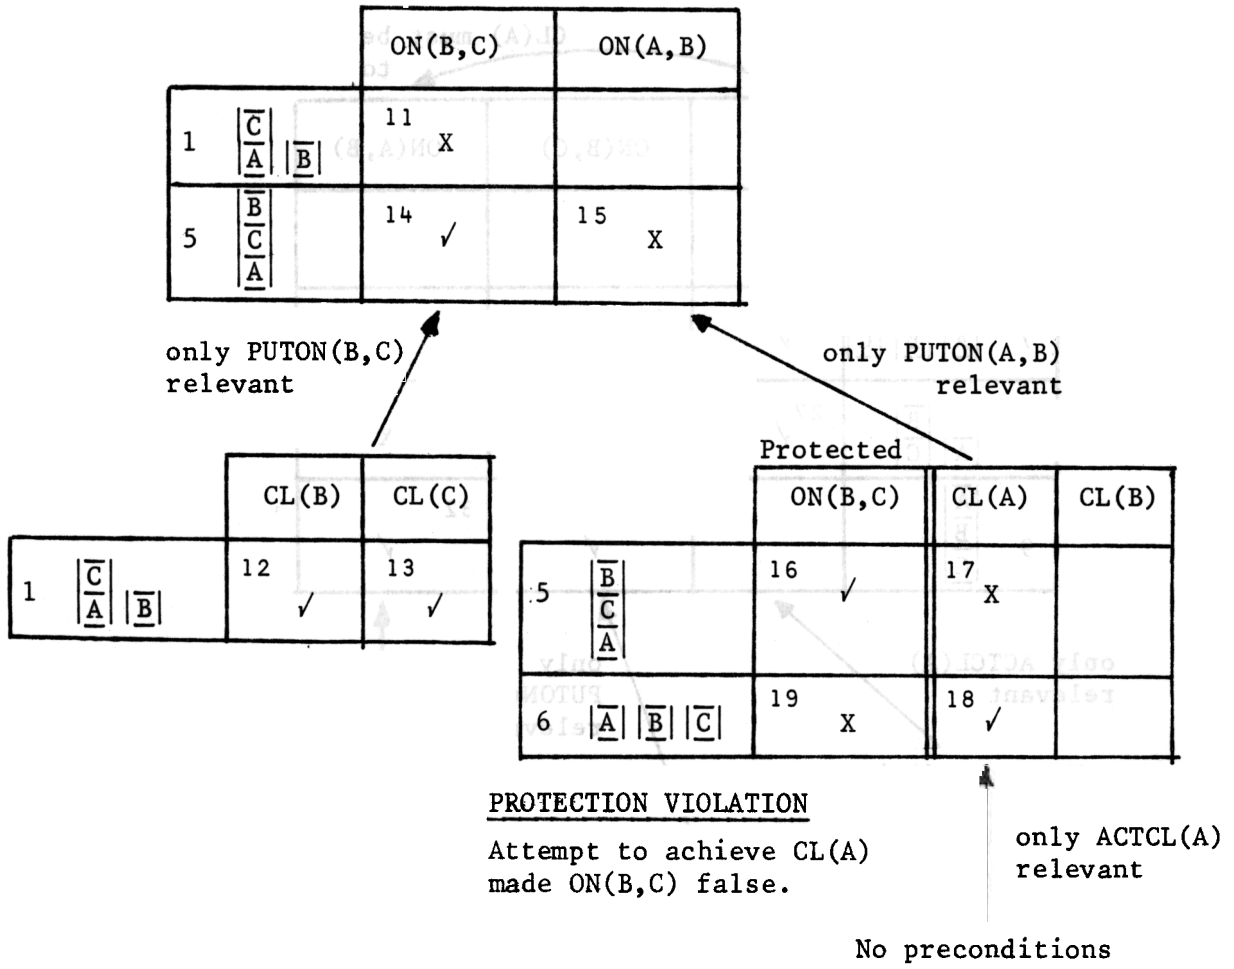 ON(B,C) ON(A,B)
11
1 C X
A B
B 14 15
5 C ✓ X
A
only PUTON(B,C)
relevant
only PUTON(A,B)
relevant
Protected
CL(B) CL(C)
12 13
1 C ✓ ✓
A B
ON(B,C) CL(A) CL(B)
16 17
5 B ✓ X
C
A
19 18
6 A B C X ✓
PROTECTION VIOLATION
Attempt to achieve CL(A)
made ON(B,C) false.
only ACTCL(A)
relevant
No preconditions